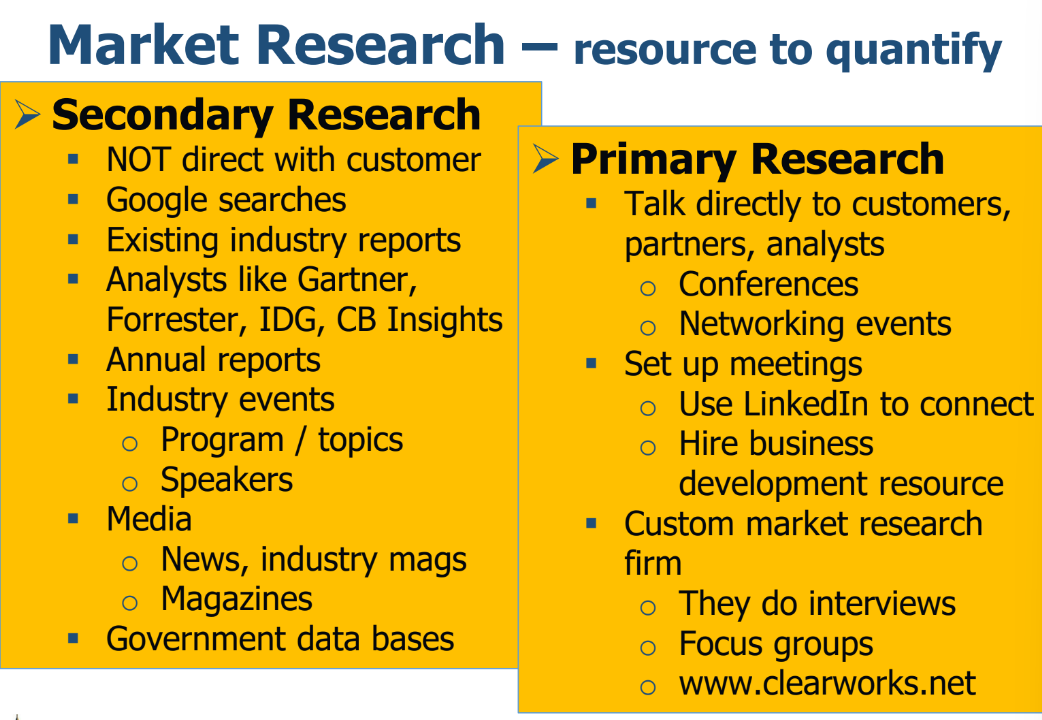 Market Research – resource to quantify
➢ Secondary Research
▪ NOT direct with customer
▪ Google searches
▪ Existing industry reports
▪ Analysts like Gartner,
Forrester, IDG, CB Insights
▪ Annual reports
▪ Industry events
o Program / topics
o Speakers
▪ Media
o News, industry mags
o Magazines
▪ Government data bases
➢ Primary Research
▪ Talk directly to customers,
partners, analysts
o Conferences
o Networking events
▪ Set up meetings
o Use LinkedIn to connect
o Hire business
development resource
▪ Custom market research
firm
o They do interviews
o Focus groups
o www.clearworks.net